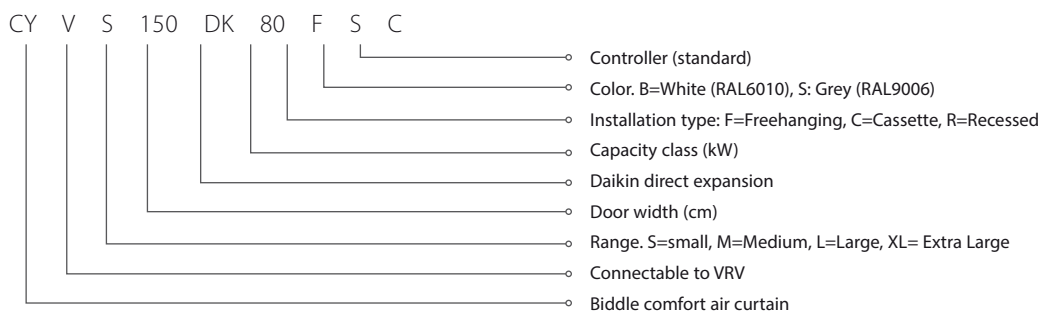 CY V S 150 DK 80 F S C
Controller (standard)
Color. B=White (RAL6010), S: Grey (RAL9006)
Installation type: F=Freehanging, C=Cassette, R=Recessed
Capacity class (kW)
Daikin direct expansion
Door width (cm)
Range. S=small, M=Medium, L=Large, XL= Extra Large
Connectable to VRV
Biddle comfort air curtain